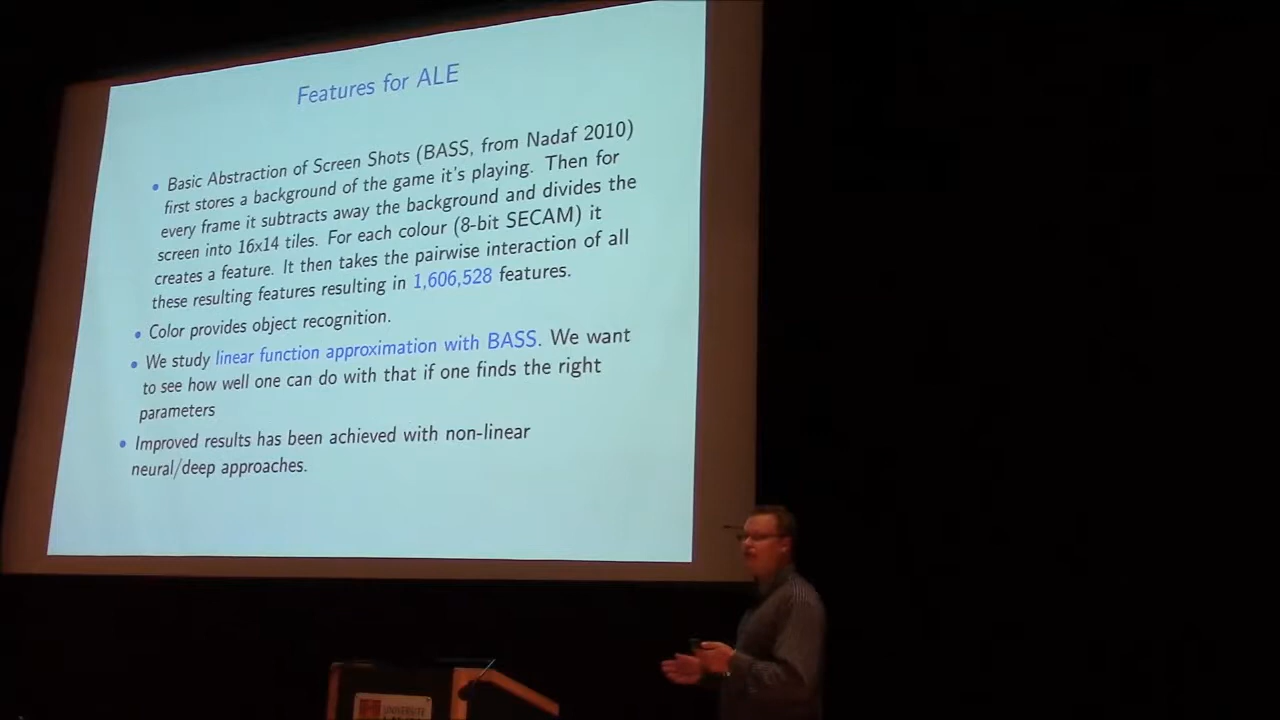 Features for ALE
• Basic Abstraction of Screen Shots (BASS, from Nadaf 2010)
first stores a background of the game it's playing. Then for
every frame it subtracts away the background and divides the
screen into 16x14 tiles. For each colour (8-bit SECAM) it
creates a feature. It then takes the pairwise interaction of all
these resulting features resulting in 1,606,528 features.
• Color provides object recognition.
• We study linear function approximation with BASS. We want
to see how well one can do with that if one finds the right
parameters
• Improved results has been achieved with non-linear
neural/deep approaches.
UNIVERSITÉ